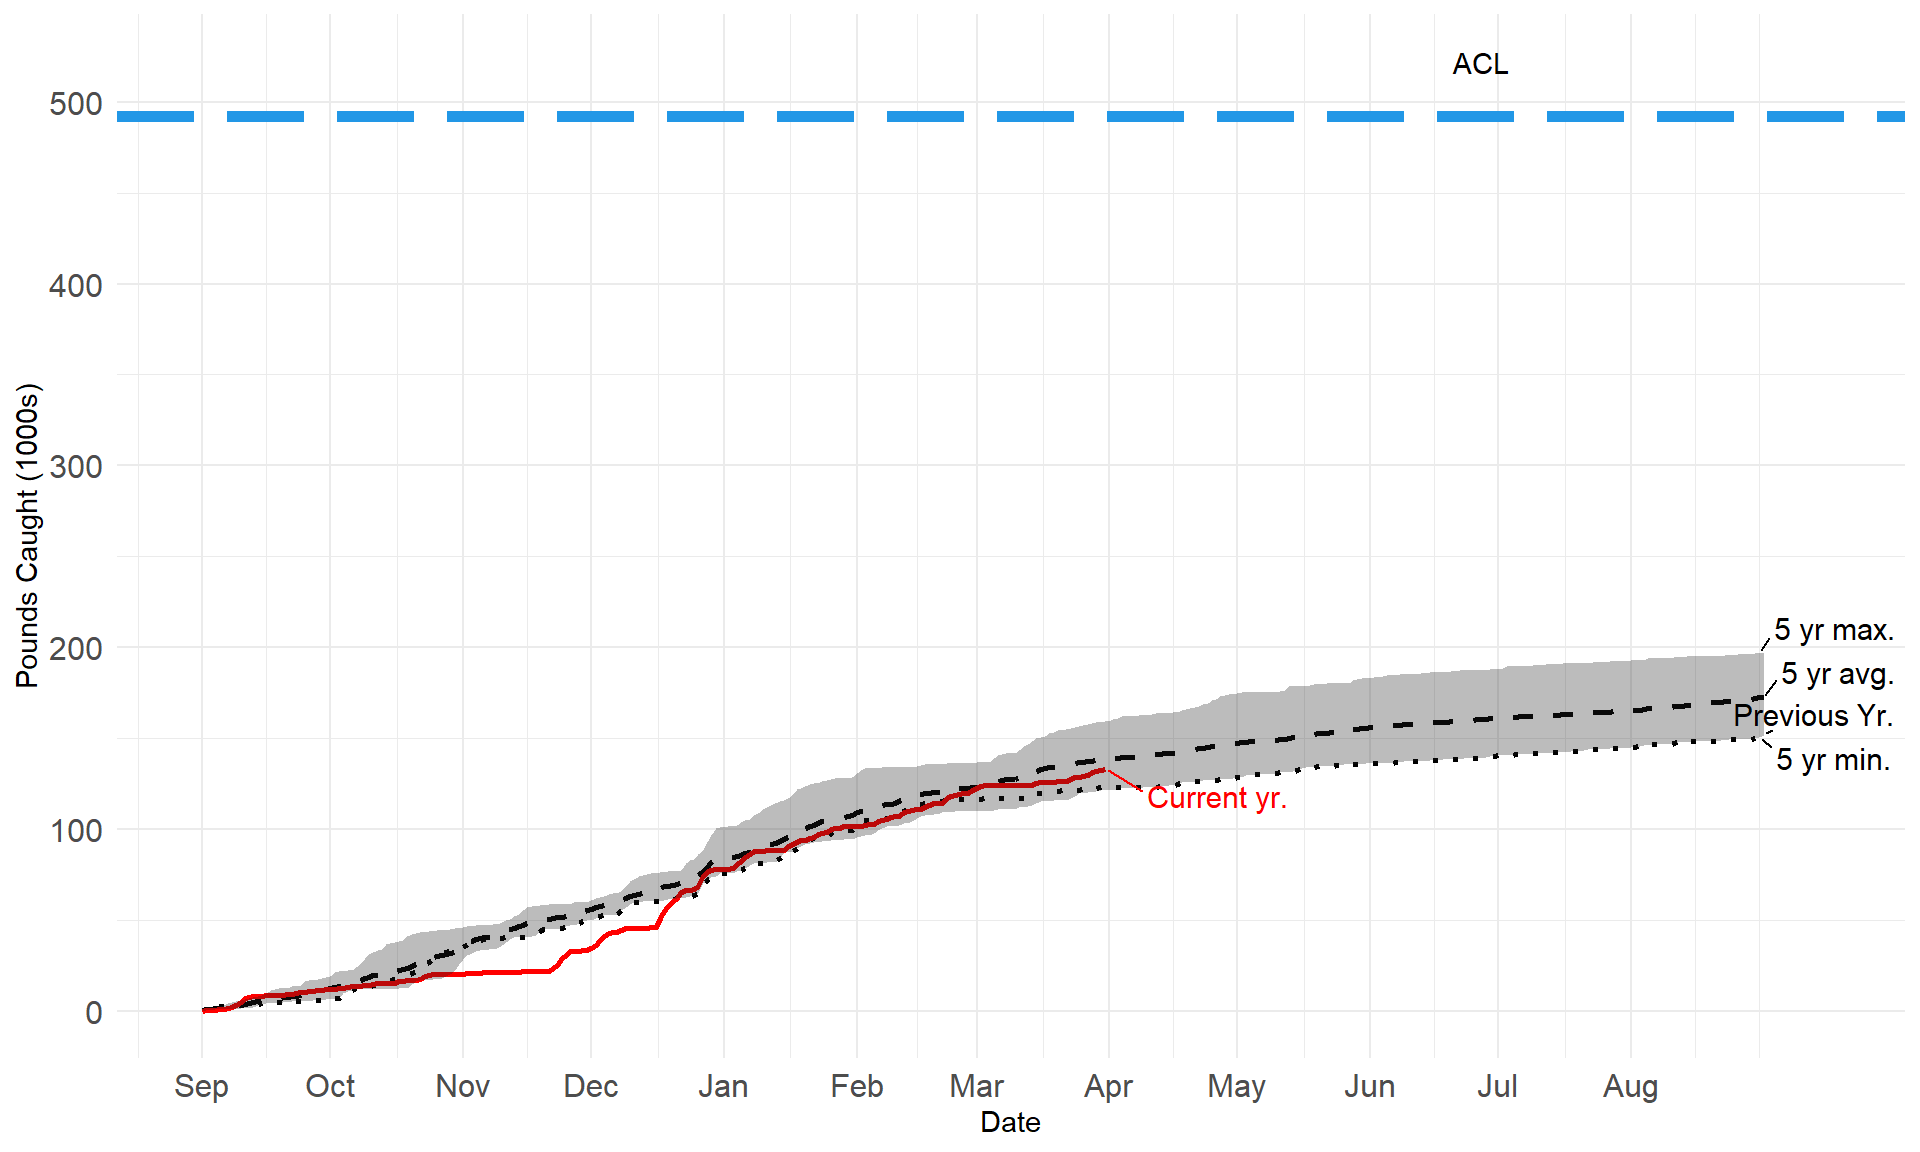 ACL
500
400
300
200
100
0
Pounds Caught (1000s)
5 yr max.
5 yr avg.
Previous Yr.
5 yr min.
Current yr.
Sep Oct Nov Dec Jan Feb Mar Apr May Jun Jul Aug
Date